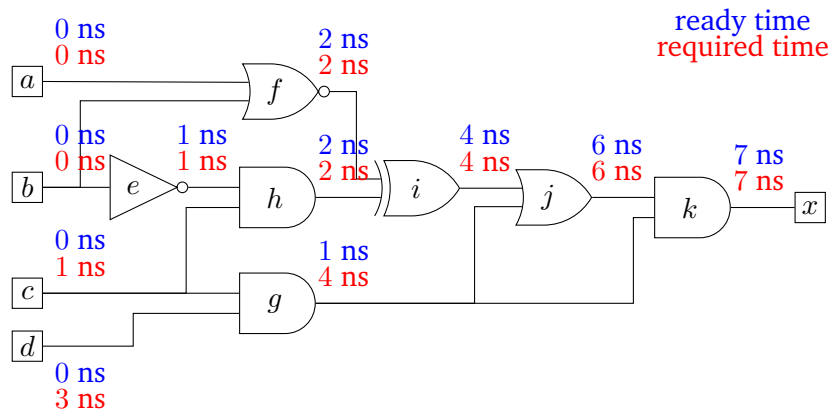 ready time
required time
0 ns
0 ns
a
2 ns
2 ns
f
0 ns
0 ns
b
1 ns
1 ns
e
2 ns
2 ns
h
4 ns
4 ns
i
6 ns
6 ns
j
7 ns
7 ns
k
x
0 ns
1 ns
c
1 ns
4 ns
g
d
0 ns
3 ns